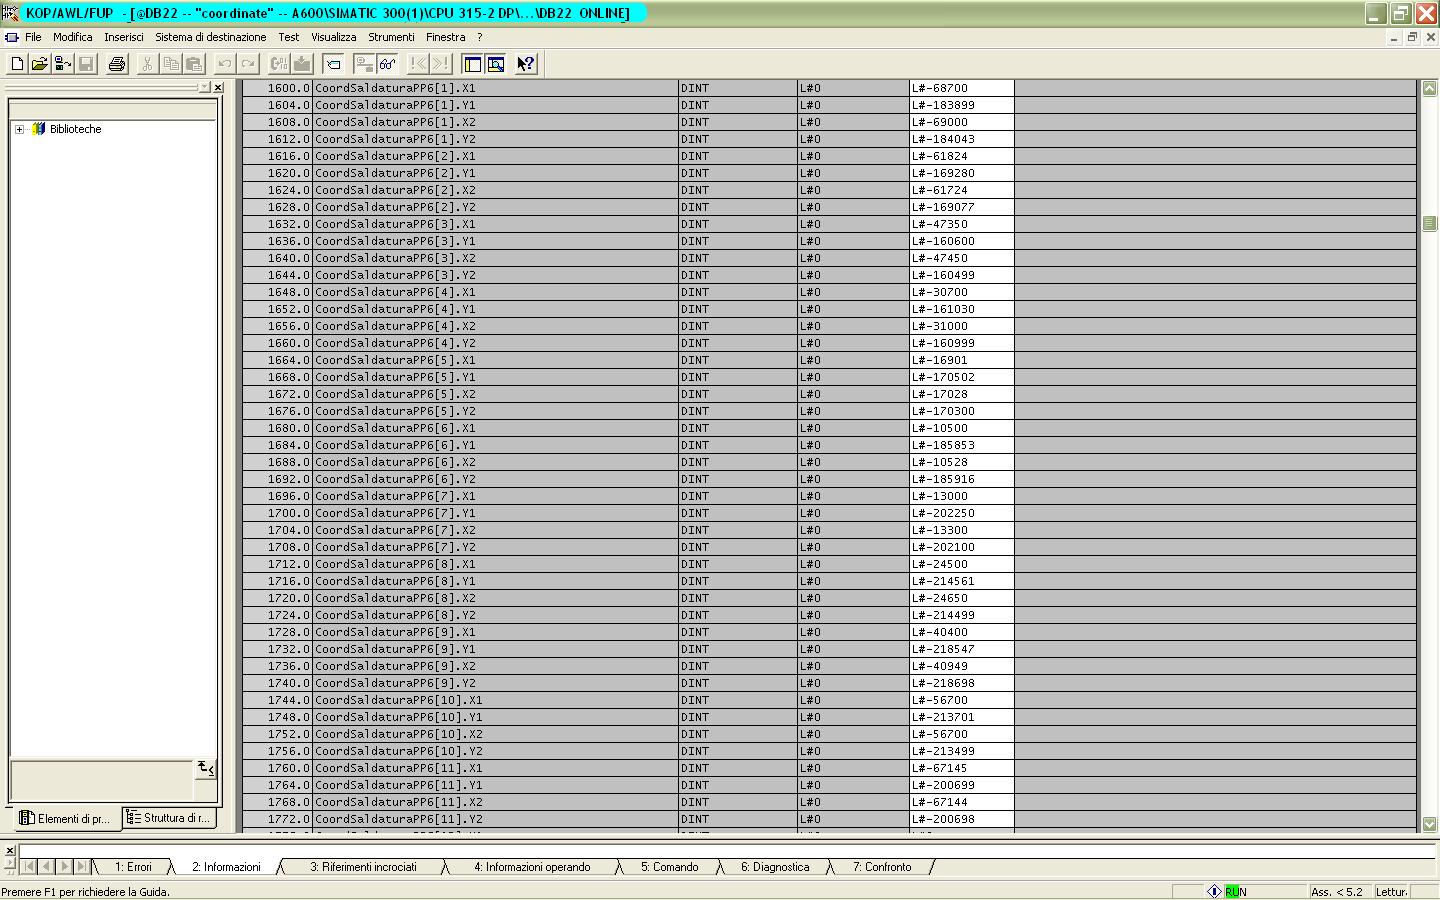 KOP/AWL/FUP - [@DB22 -- "coordinate" -- A600\SIMATIC 300(1)\CPU 315-2 DP\...\DB22 ONLINE]
File Modifica Inserisci Sistema di destinazione Test Visualizza Strumenti Finestra ?
Biblioteche
1600.0 CoordSaldaturaPP6[1].X1 DINT L#0 L#-68700
1604.0 CoordSaldaturaPP6[1].Y1 DINT L#0 L#-183899
1608.0 CoordSaldaturaPP6[1].X2 DINT L#0 L#-69000
1612.0 CoordSaldaturaPP6[1].Y2 DINT L#0 L#-184043
1616.0 CoordSaldaturaPP6[2].X1 DINT L#0 L#-61824
1620.0 CoordSaldaturaPP6[2].Y1 DINT L#0 L#-169280
1624.0 CoordSaldaturaPP6[2].X2 DINT L#0 L#-61724
1628.0 CoordSaldaturaPP6[2].Y2 DINT L#0 L#-169077
1632.0 CoordSaldaturaPP6[3].X1 DINT L#0 L#-47350
1636.0 CoordSaldaturaPP6[3].Y1 DINT L#0 L#-160600
1640.0 CoordSaldaturaPP6[3].X2 DINT L#0 L#-47450
1644.0 CoordSaldaturaPP6[3].Y2 DINT L#0 L#-160499
1648.0 CoordSaldaturaPP6[4].X1 DINT L#0 L#-30700
1652.0 CoordSaldaturaPP6[4].Y1 DINT L#0 L#-161030
1656.0 CoordSaldaturaPP6[4].X2 DINT L#0 L#-31000
1660.0 CoordSaldaturaPP6[4].Y2 DINT L#0 L#-160999
1664.0 CoordSaldaturaPP6[5].X1 DINT L#0 L#-16901
1668.0 CoordSaldaturaPP6[5].Y1 DINT L#0 L#-170502
1672.0 CoordSaldaturaPP6[5].X2 DINT L#0 L#-17028
1676.0 CoordSaldaturaPP6[5].Y2 DINT L#0 L#-170300
1680.0 CoordSaldaturaPP6[6].X1 DINT L#0 L#-10500
1684.0 CoordSaldaturaPP6[6].Y1 DINT L#0 L#-185853
1688.0 CoordSaldaturaPP6[6].X2 DINT L#0 L#-10528
1692.0 CoordSaldaturaPP6[6].Y2 DINT L#0 L#-185916
1696.0 CoordSaldaturaPP6[7].X1 DINT L#0 L#-13000
1700.0 CoordSaldaturaPP6[7].Y1 DINT L#0 L#-202250
1704.0 CoordSaldaturaPP6[7].X2 DINT L#0 L#-13300
1708.0 CoordSaldaturaPP6[7].Y2 DINT L#0 L#-202100
1712.0 CoordSaldaturaPP6[8].X1 DINT L#0 L#-24500
1716.0 CoordSaldaturaPP6[8].Y1 DINT L#0 L#-214561
1720.0 CoordSaldaturaPP6[8].X2 DINT L#0 L#-24650
1724.0 CoordSaldaturaPP6[8].Y2 DINT L#0 L#-214499
1728.0 CoordSaldaturaPP6[9].X1 DINT L#0 L#-40400
1732.0 CoordSaldaturaPP6[9].Y1 DINT L#0 L#-218547
1736.0 CoordSaldaturaPP6[9].X2 DINT L#0 L#-40949
1740.0 CoordSaldaturaPP6[9].Y2 DINT L#0 L#-218698
1744.0 CoordSaldaturaPP6[10].X1 DINT L#0 L#-56700
1748.0 CoordSaldaturaPP6[10].Y1 DINT L#0 L#-213701
1752.0 CoordSaldaturaPP6[10].X2 DINT L#0 L#-56700
1756.0 CoordSaldaturaPP6[10].Y2 DINT L#0 L#-213499
1760.0 CoordSaldaturaPP6[11].X1 DINT L#0 L#-67145
1764.0 CoordSaldaturaPP6[11].Y1 DINT L#0 L#-200699
1768.0 CoordSaldaturaPP6[11].X2 DINT L#0 L#-67144
1772.0 CoordSaldaturaPP6[11].Y2 DINT L#0 L#-200698
Elementi di pr... Struttura di r...
1: Errori 2: Informazioni 3: Riferimenti incrociati 4: Informazioni operando 5: Comando 6: Diagnostica 7: Confronto
Premere F1 per richiedere la Guida. RUN Ass. < 5.2 Lettur